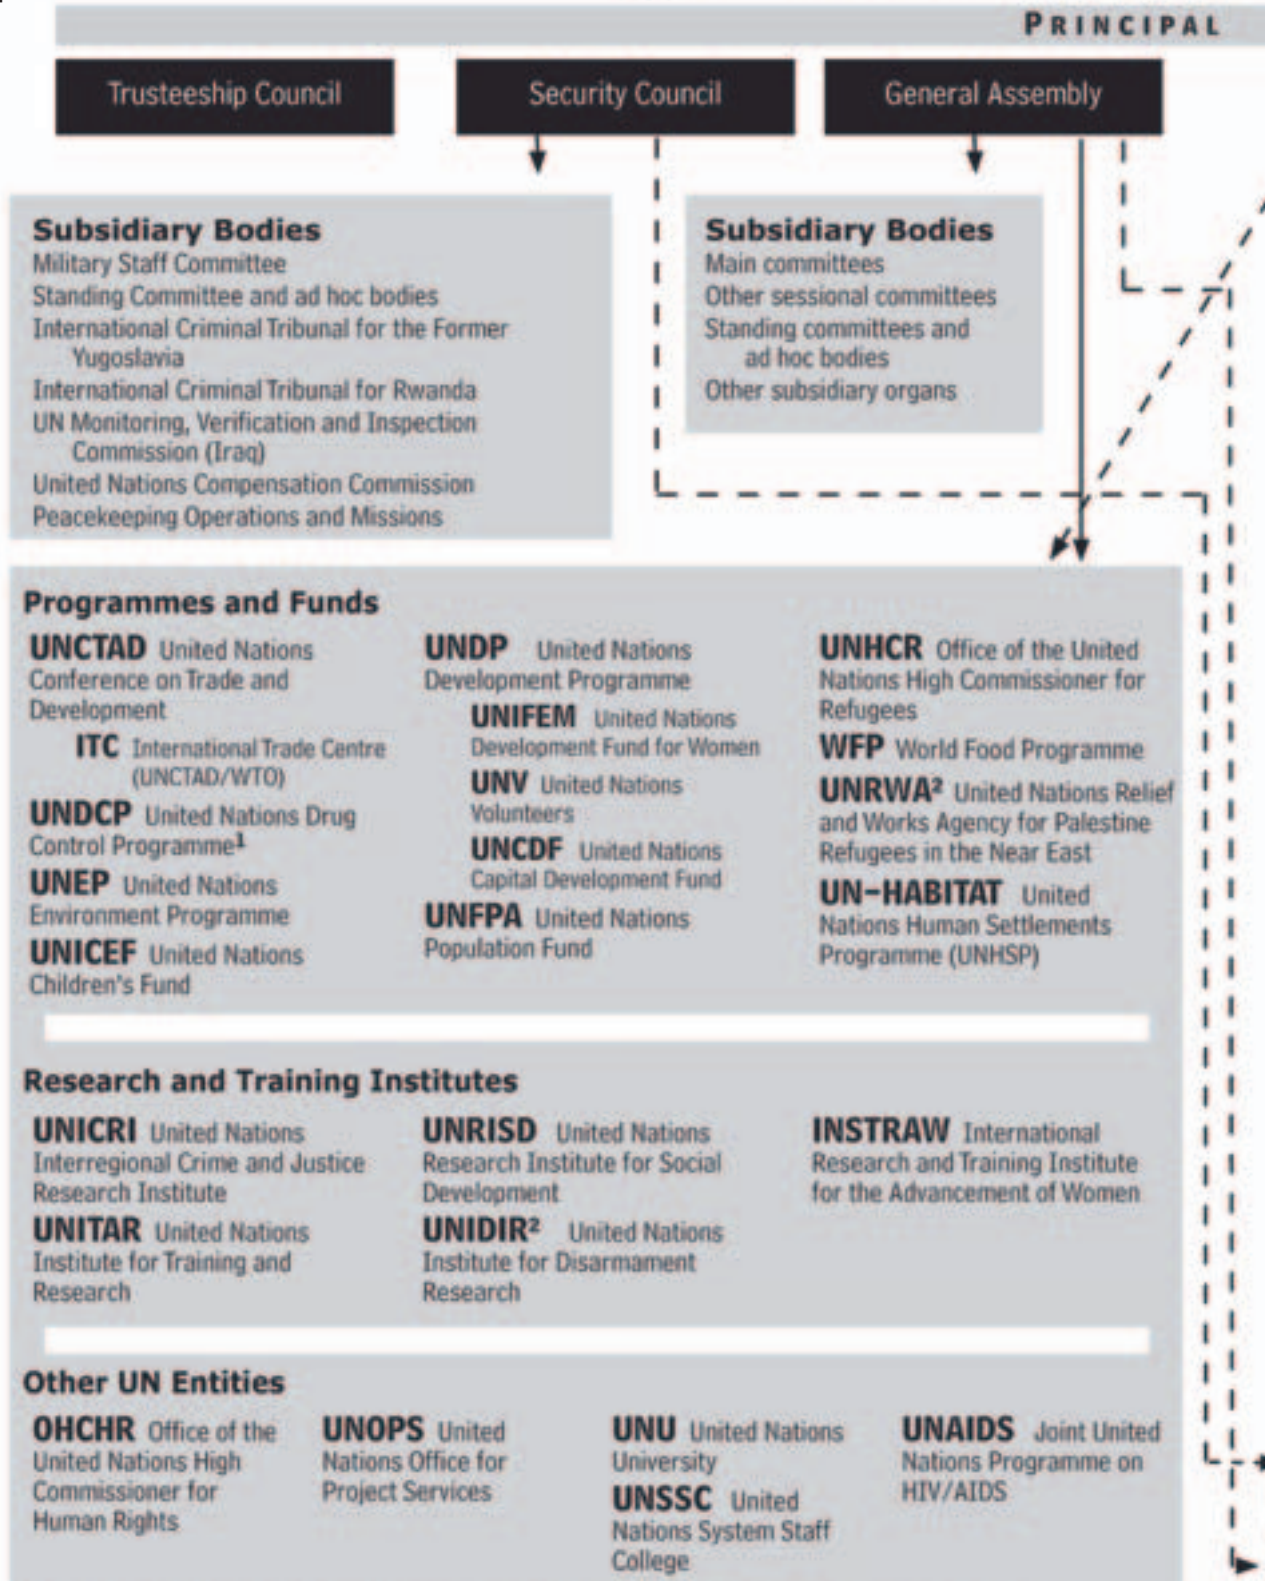 PRINCIPAL
Trusteeship Council
Security Council
General Assembly
Subsidiary Bodies
Military Staff Committee
Standing Committee and ad hoc bodies
International Criminal Tribunal for the Former
Yugoslavia
International Criminal Tribunal for Rwanda
UN Monitoring, Verification and Inspection
Commission (Iraq)
United Nations Compensation Commission
Peacekeeping Operations and Missions
Subsidiary Bodies
Main committees
Other sessional committees
Standing committees and
ad hoc bodies
Other subsidiary organs
Programmes and Funds
UNCTAD United Nations
Conference on Trade and
Development
ITC International Trade Centre
(UNCTAD/WTO)
UNDCP United Nations Drug
Control Programme¹
UNEP United Nations
Environment Programme
UNICEF United Nations
Children's Fund
UNDP United Nations
Development Programme
UNIFEM United Nations
Development Fund for Women
UNV United Nations
Volunteers
UNCDF United Nations
Capital Development Fund
UNFPA United Nations
Population Fund
UNHCR Office of the United
Nations High Commissioner for
Refugees
WFP World Food Programme
UNRWA² United Nations Relief
and Works Agency for Palestine
Refugees in the Near East
UN-HABITAT United
Nations Human Settlements
Programme (UNHSP)
Research and Training Institutes
UNICRI United Nations
Interregional Crime and Justice
Research Institute
UNITAR United Nations
Institute for Training and
Research
UNRISD United Nations
Research Institute for Social
Development
UNIDIR² United Nations
Institute for Disarmament
Research
INSTRAW International
Research and Training Institute
for the Advancement of Women
Other UN Entities
OHCHR Office of the
United Nations High
Commissioner for
Human Rights
UNOPS United
Nations Office for
Project Services
UNU United Nations
University
UNSSC United
Nations System Staff
College
UNAIDS Joint United
Nations Programme on
HIV/AIDS